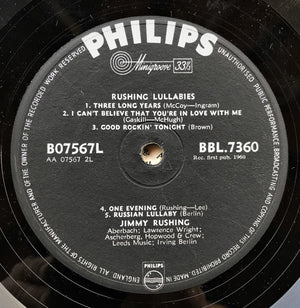 PHILIPS
Minigroove 33⅓
RUSHING LULLABIES
1. THREE LONG YEARS (McCoy—Ingram)
2. I CAN'T BELIEVE THAT YOU'RE IN LOVE WITH ME
(Gaskill—McHugh)
3. GOOD ROCKIN' TONIGHT (Brown)
B07567L
AA 07567 2L
BBL.7360
Rec. first pub. 1960
4. ONE EVENING (Rushing—Lee)
5. RUSSIAN LULLABY (Berlin)
JIMMY RUSHING
Aberbach; Lawrence Wright;
Ascherberg, Hopwood & Crew;
Leeds Music; Irving Berlin
PHILIPS
MADE IN ENGLAND ALL RIGHTS OF THE MANUFACTURER AND OF THE OWNER OF THE RECORDED WORK RESERVED
UNAUTHORISED PUBLIC PERFORMANCE, BROADCASTING AND COPYING OF THIS RECORD PROHIBITED